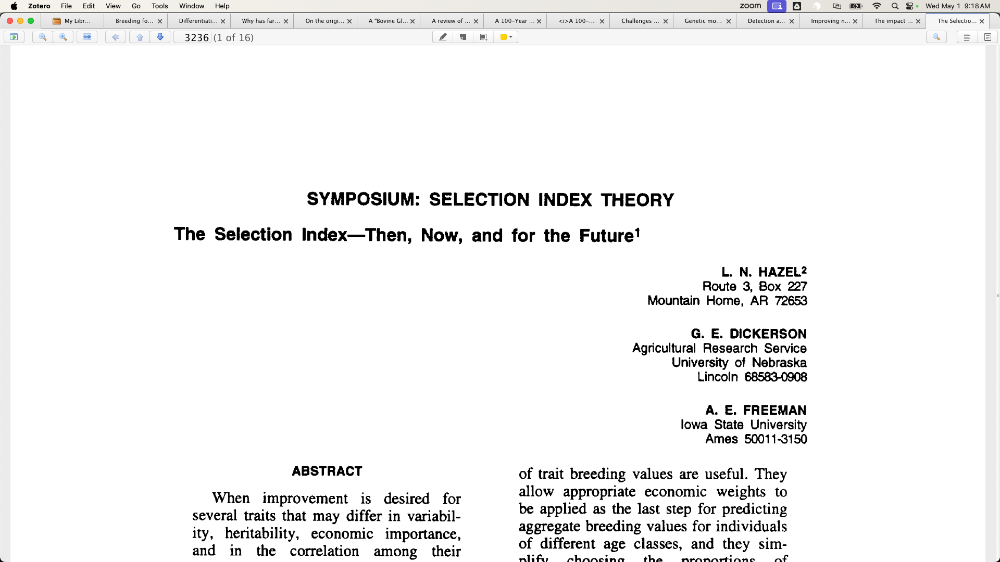 Zotero File Edit View Go Tools Window Help zoom Wed May 1 9:18 AM
My Libr... Breeding fo... Differentiati... Why has far... On the origi... A "Bovine Gl... A review of ... A 100-Year ... <i>A 100-... Challenges ... Genetic mo... Detection a... Improving n... The impact ... The Selectio...
3236 (1 of 16)
SYMPOSIUM: SELECTION INDEX THEORY
The Selection Index—Then, Now, and for the Future¹
L. N. HAZEL²
Route 3, Box 227
Mountain Home, AR 72653
G. E. DICKERSON
Agricultural Research Service
University of Nebraska
Lincoln 68583-0908
A. E. FREEMAN
Iowa State University
Ames 50011-3150
ABSTRACT
When improvement is desired for
several traits that may differ in variabil-
ity, heritability, economic importance,
and in the correlation among their
of trait breeding values are useful. They
allow appropriate economic weights to
be applied as the last step for predicting
aggregate breeding values for individuals
of different age classes, and they sim-
plify choosing the proportions of